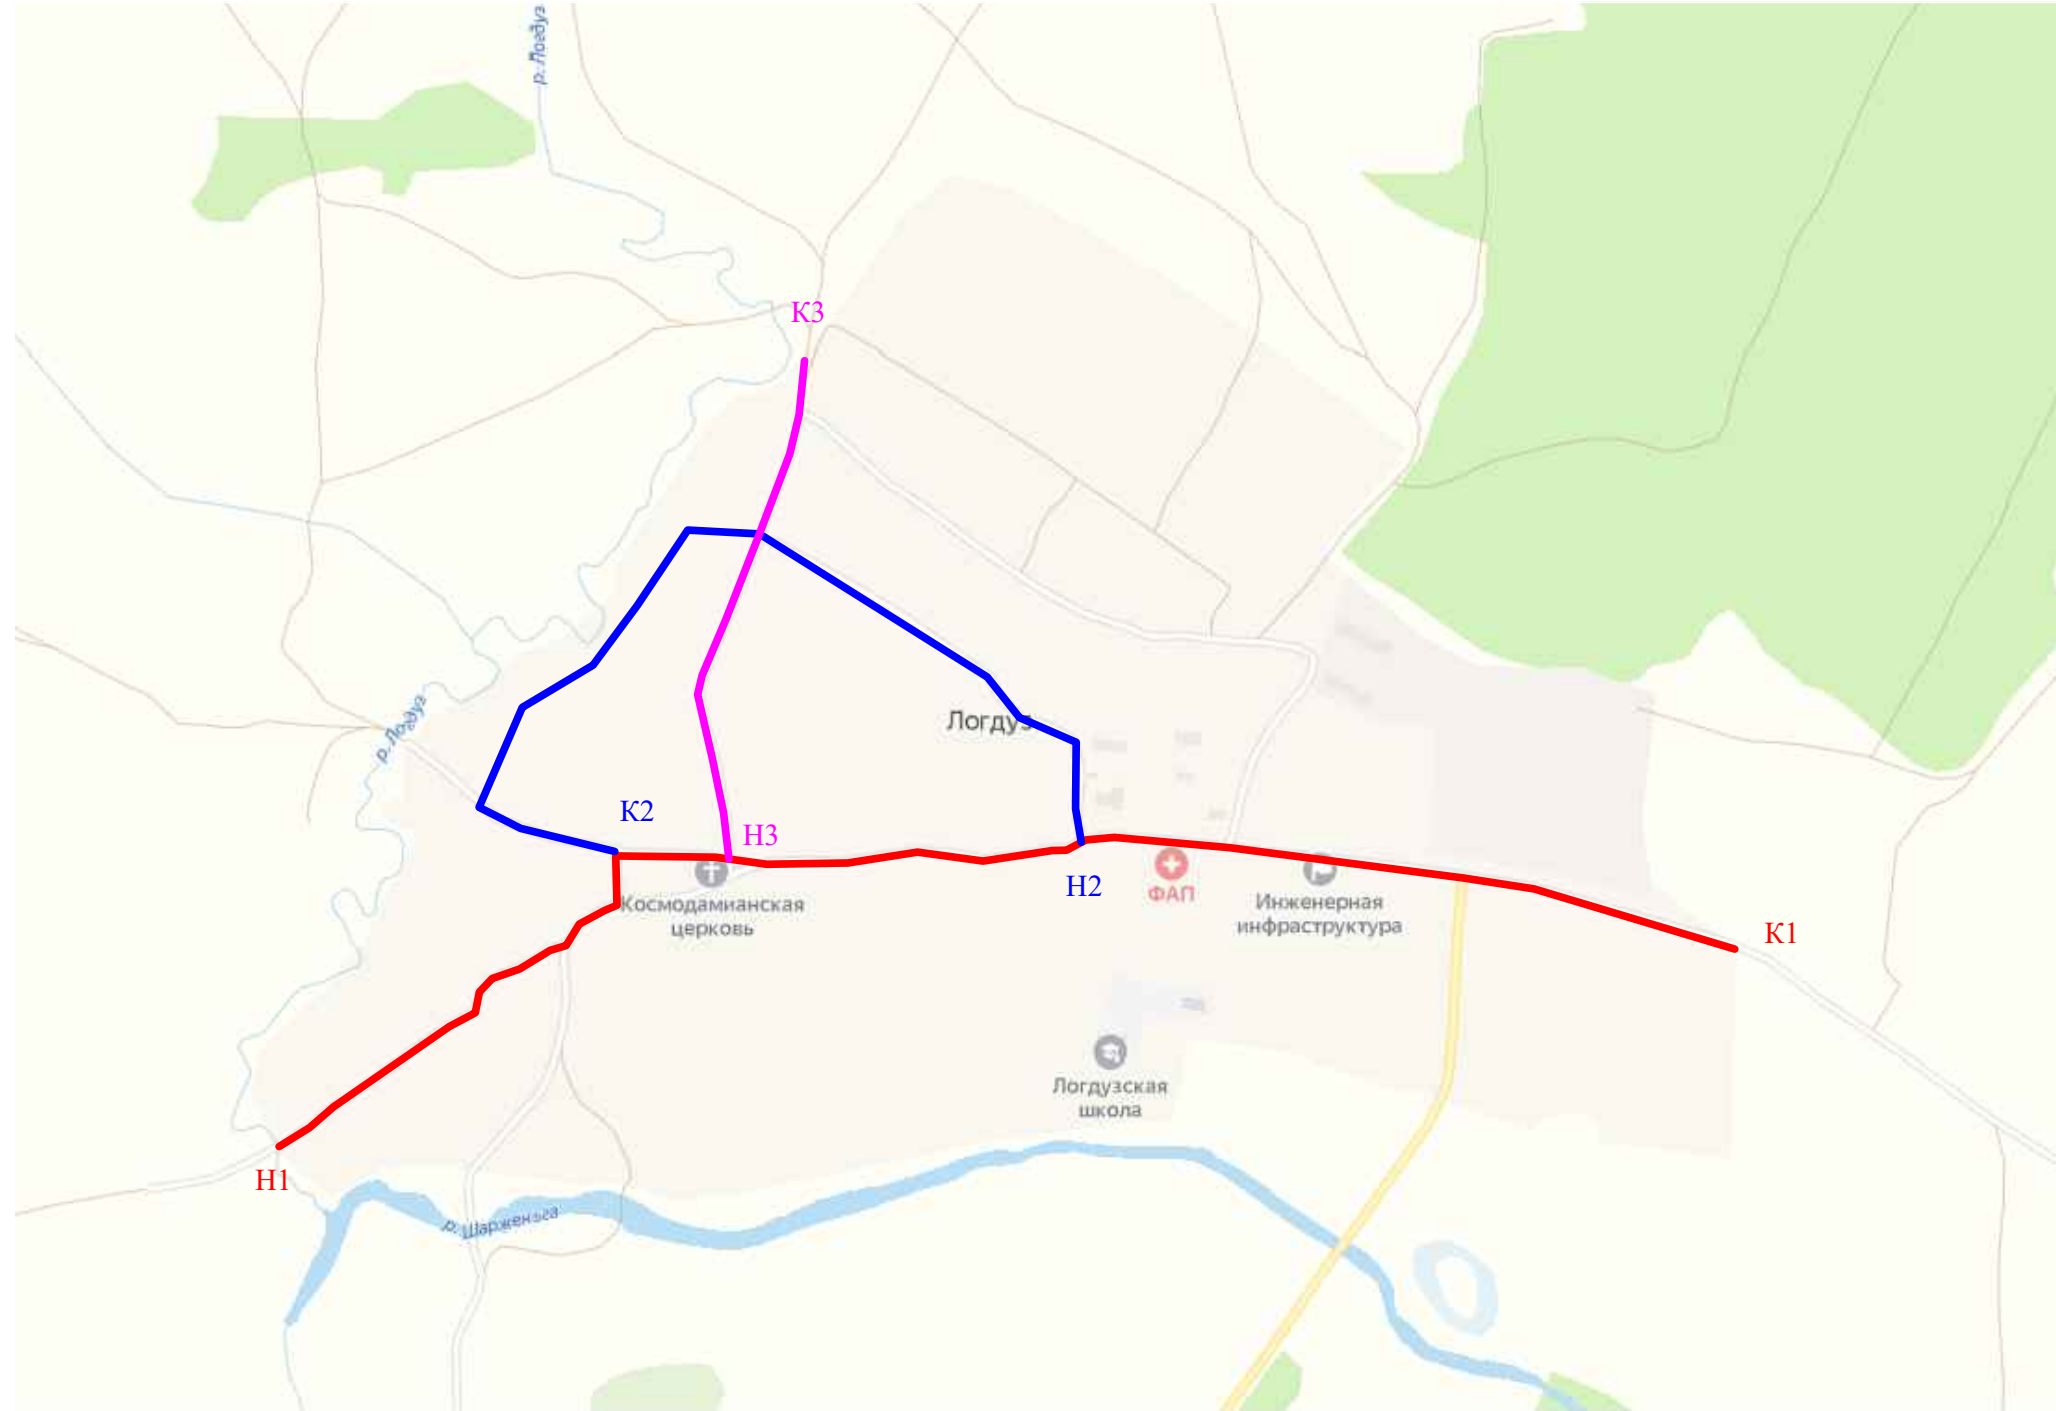 р. Логдуз
К3
Логдуз
р. Логдуз
К2
Н3
Н2
ФАП
Космодамианская
церковь
Инженерная
инфраструктура
К1
Логдузская
школа
Н1
р. Шарженьга